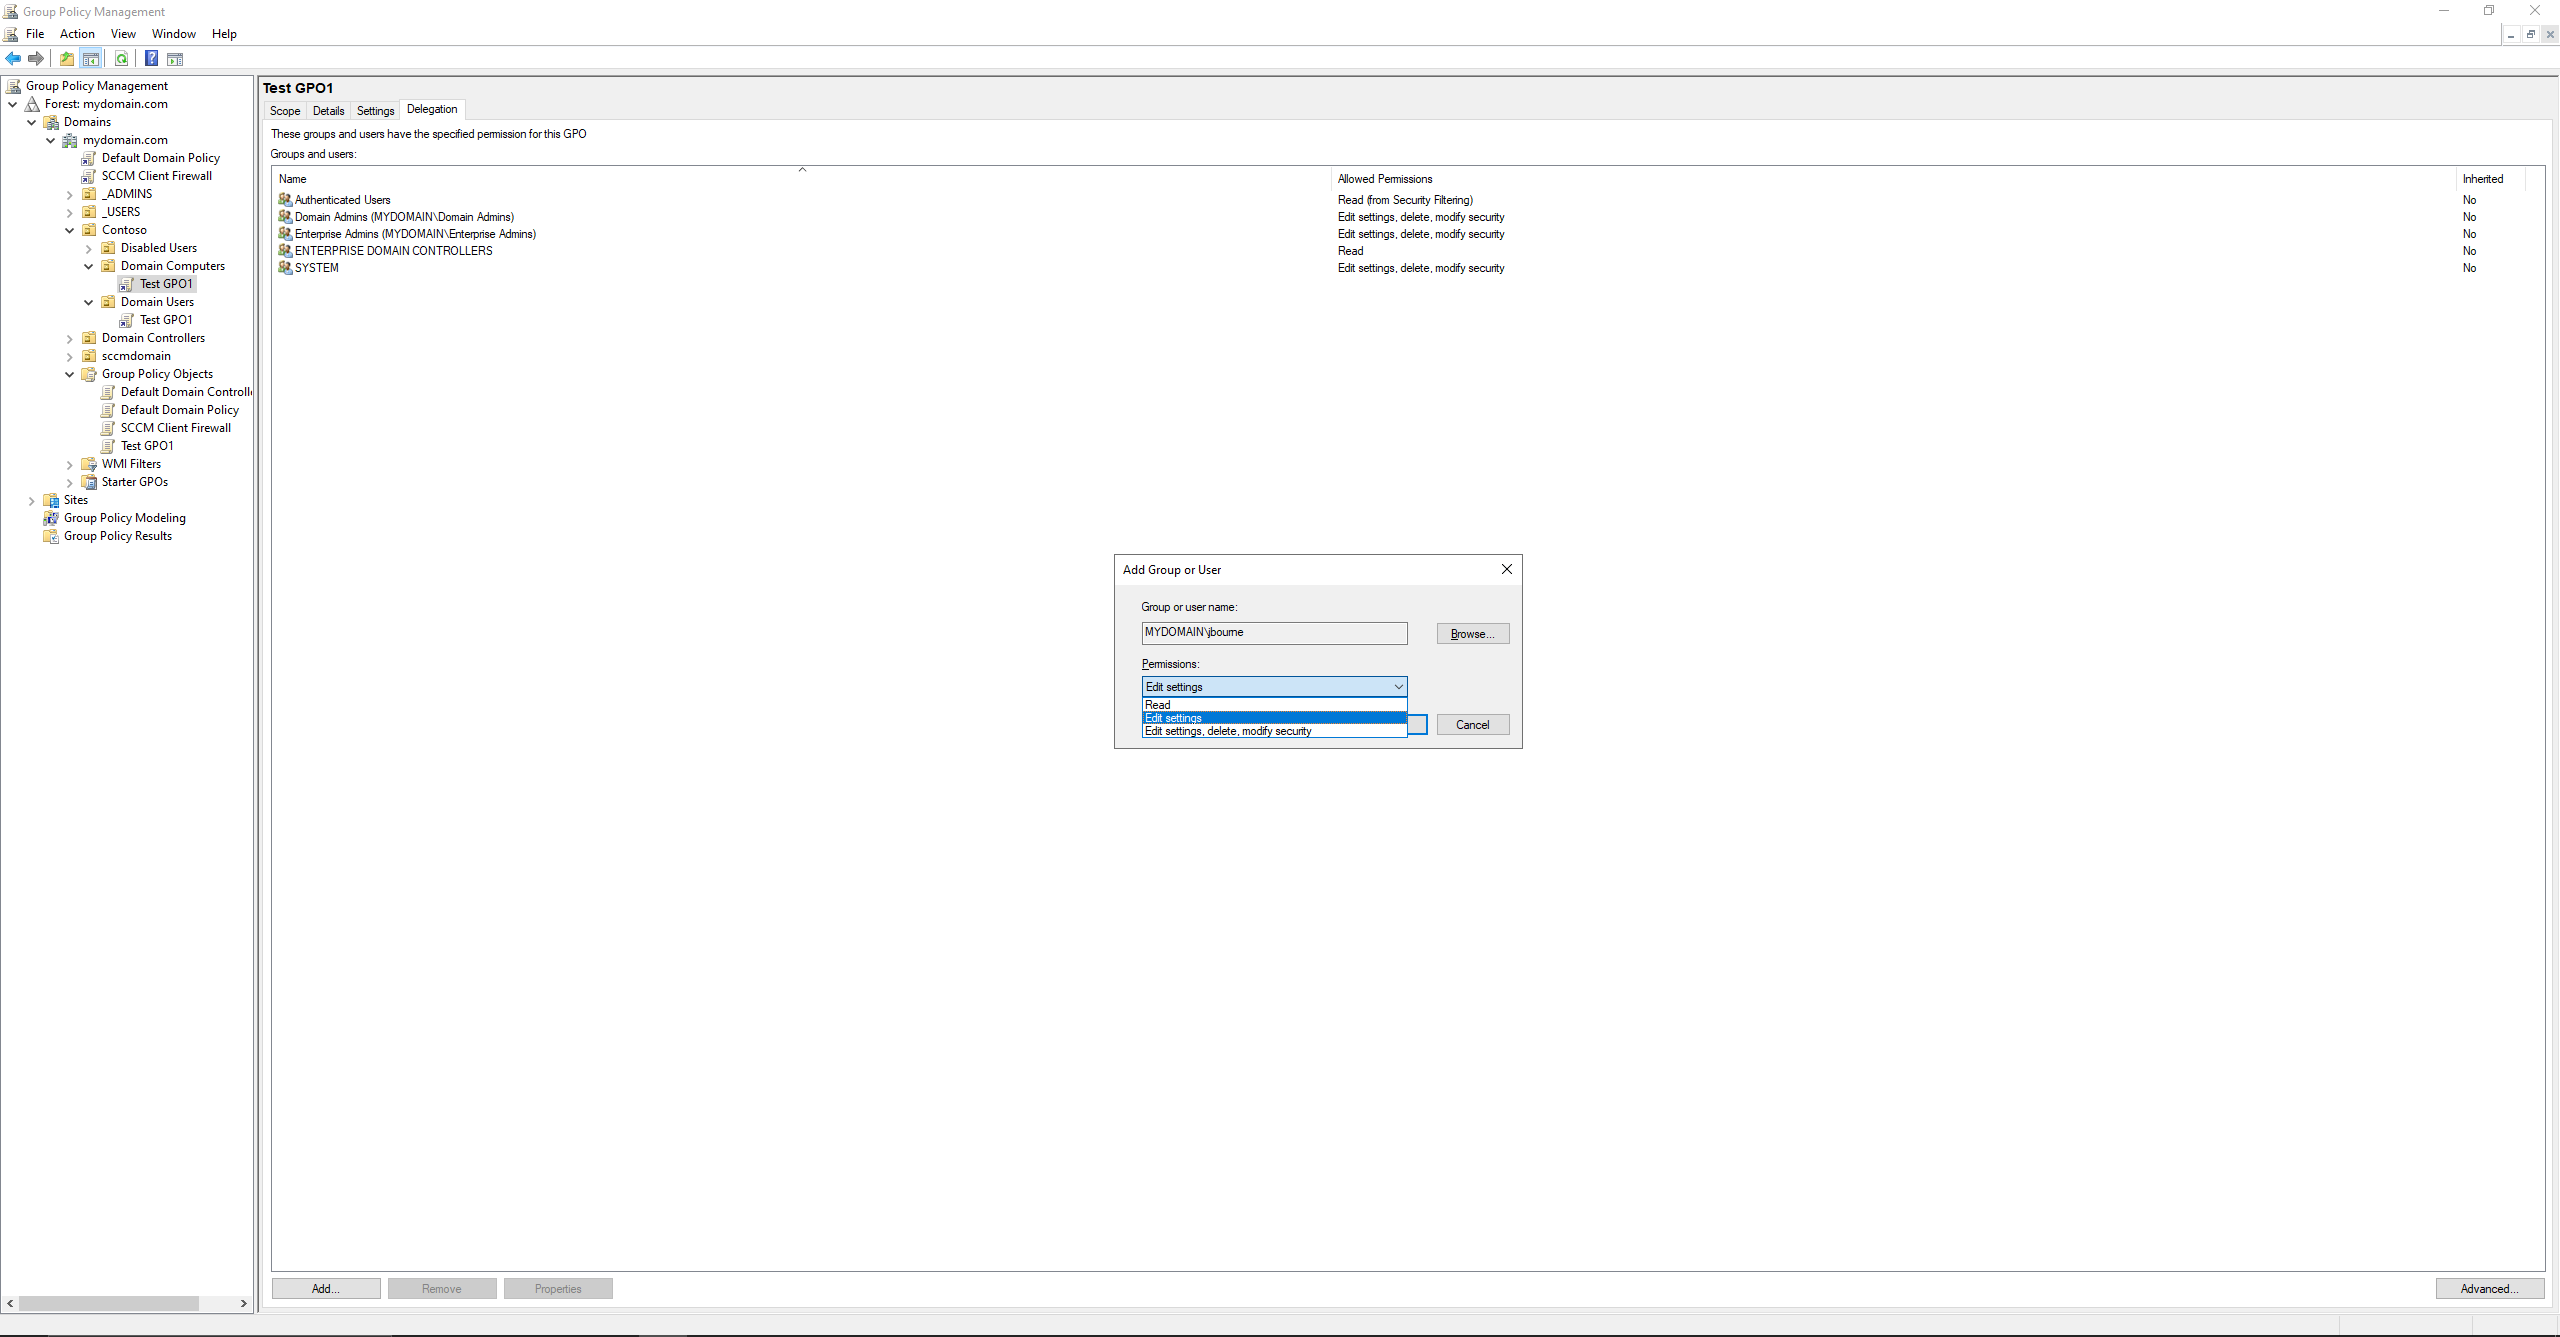 Group Policy Management
File Action View Window Help
Group Policy Management
Forest: mydomain.com
Domains
mydomain.com
Default Domain Policy
SCCM Client Firewall
_ADMINS
_USERS
Contoso
Disabled Users
Domain Computers
Test GPO1
Domain Users
Test GPO1
Domain Controllers
sccmdomain
Group Policy Objects
Default Domain Controlle
Default Domain Policy
SCCM Client Firewall
Test GPO1
WMI Filters
Starter GPOs
Sites
Group Policy Modeling
Group Policy Results
Test GPO1
Scope Details Settings Delegation
These groups and users have the specified permission for this GPO
Groups and users:
Name Allowed Permissions Inherited
Authenticated Users Read (from Security Filtering) No
Domain Admins (MYDOMAIN\Domain Admins) Edit settings, delete, modify security No
Enterprise Admins (MYDOMAIN\Enterprise Admins) Edit settings, delete, modify security No
ENTERPRISE DOMAIN CONTROLLERS Read No
SYSTEM Edit settings, delete, modify security No
Add Group or User
Group or user name:
MYDOMAIN\jbourne Browse...
Permissions:
Edit settings
Read
Edit settings
Edit settings, delete, modify security
Cancel
Add... Remove Properties Advanced...